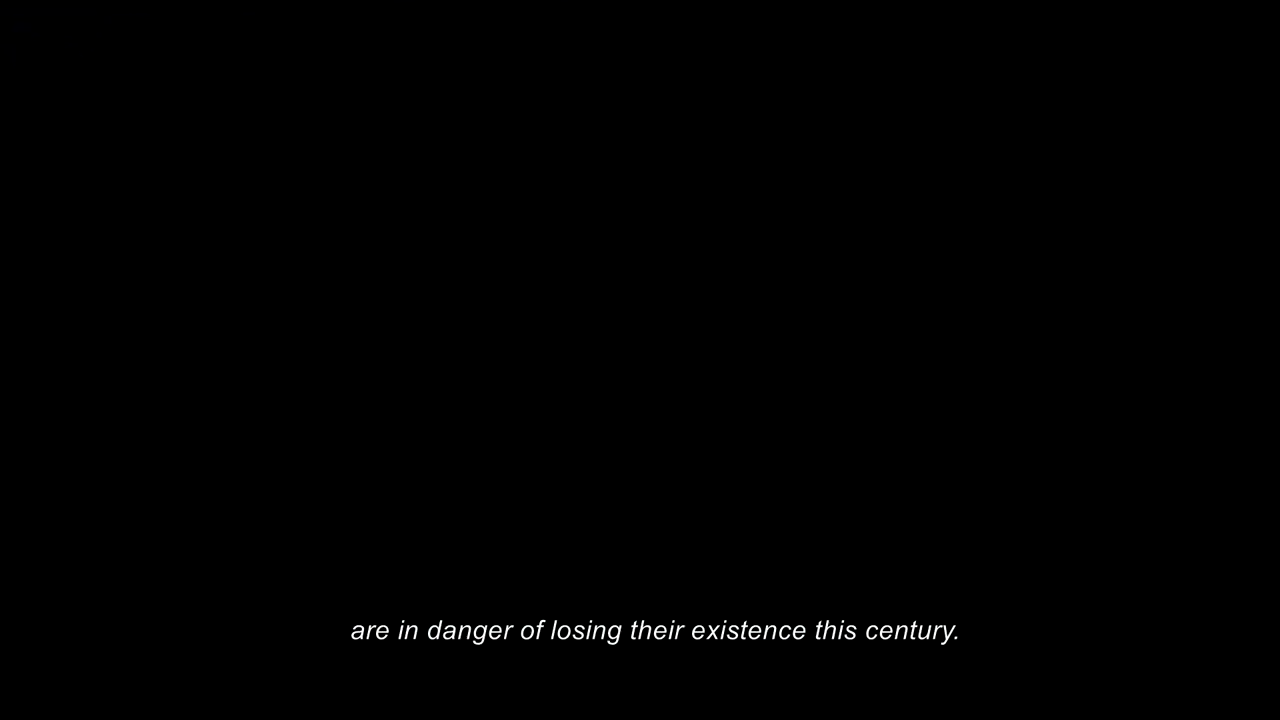 are in danger of losing their existence this century.